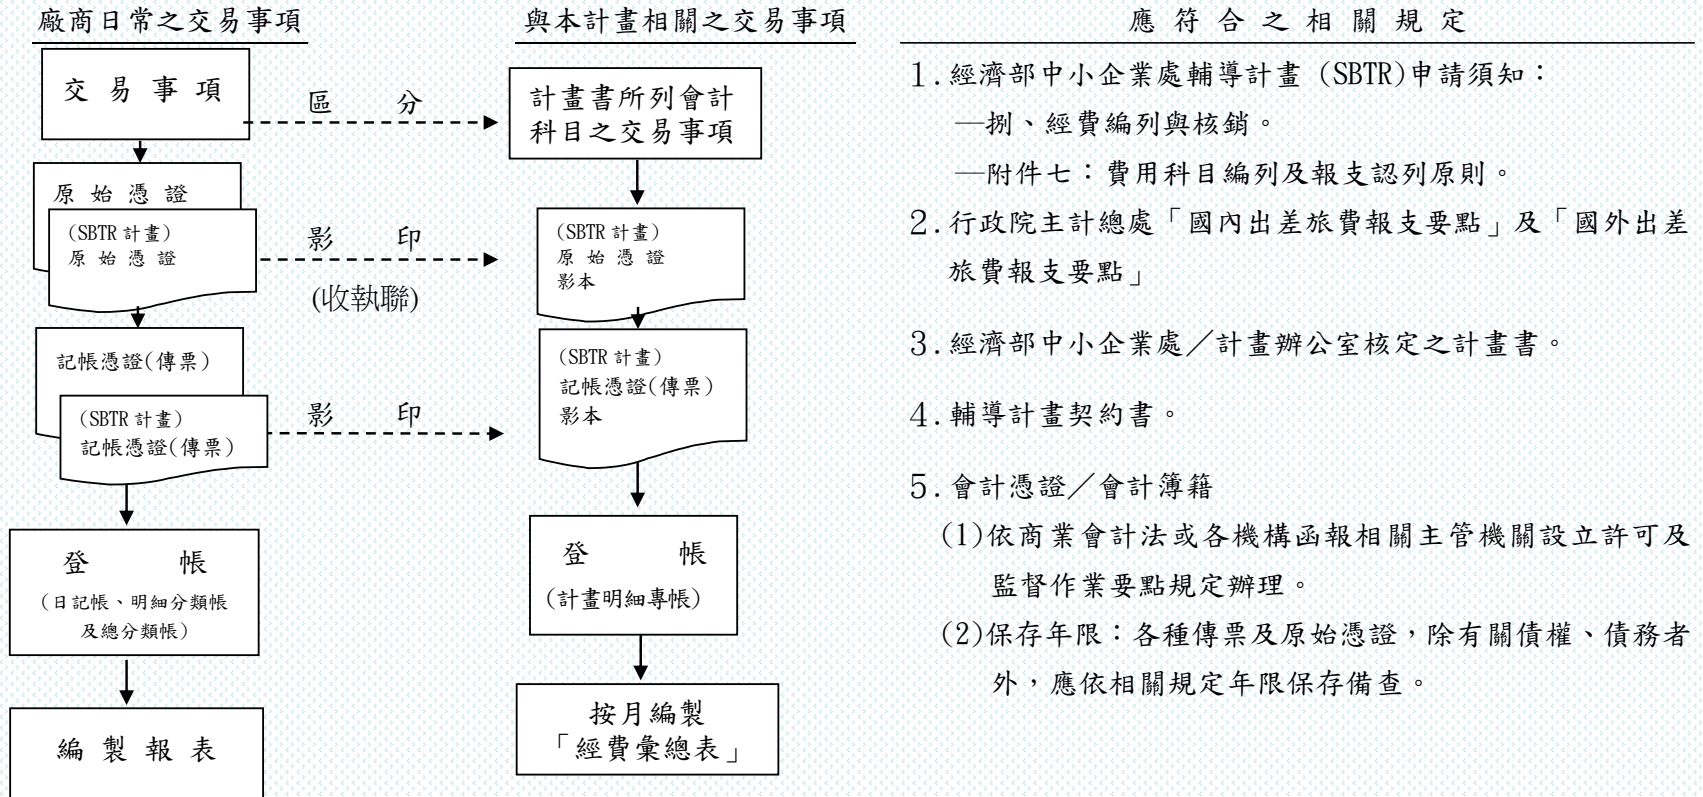 廠商日常之交易事項
交易事項
原始憑證
(SBTR 計畫)
原始憑證
記帳憑證(傳票)
(SBTR 計畫)
記帳憑證(傳票)
登 帳
(日記帳、明細分類帳
及總分類帳)
編製報表
區 分
影 印
(收執聯)
影 印
與本計畫相關之交易事項
計畫書所列會計
科目之交易事項
(SBTR 計畫)
原始憑證
影本
(SBTR 計畫)
記帳憑證(傳票)
影本
登 帳
(計畫明細專帳)
按月編製
「經費彙總表」
應符合之相關規定
1.經濟部中小企業處輔導計畫 (SBTR)申請須知：
—捌、經費編列與核銷。
—附件七：費用科目編列及報支認列原則。
2.行政院主計總處「國內出差旅費報支要點」及「國外出差
旅費報支要點」
3.經濟部中小企業處／計畫辦公室核定之計畫書。
4.輔導計畫契約書。
5.會計憑證／會計簿籍
(1)依商業會計法或各機構函報相關主管機關設立許可及
監督作業要點規定辦理。
(2)保存年限：各種傳票及原始憑證，除有關債權、債務者
外，應依相關規定年限保存備查。